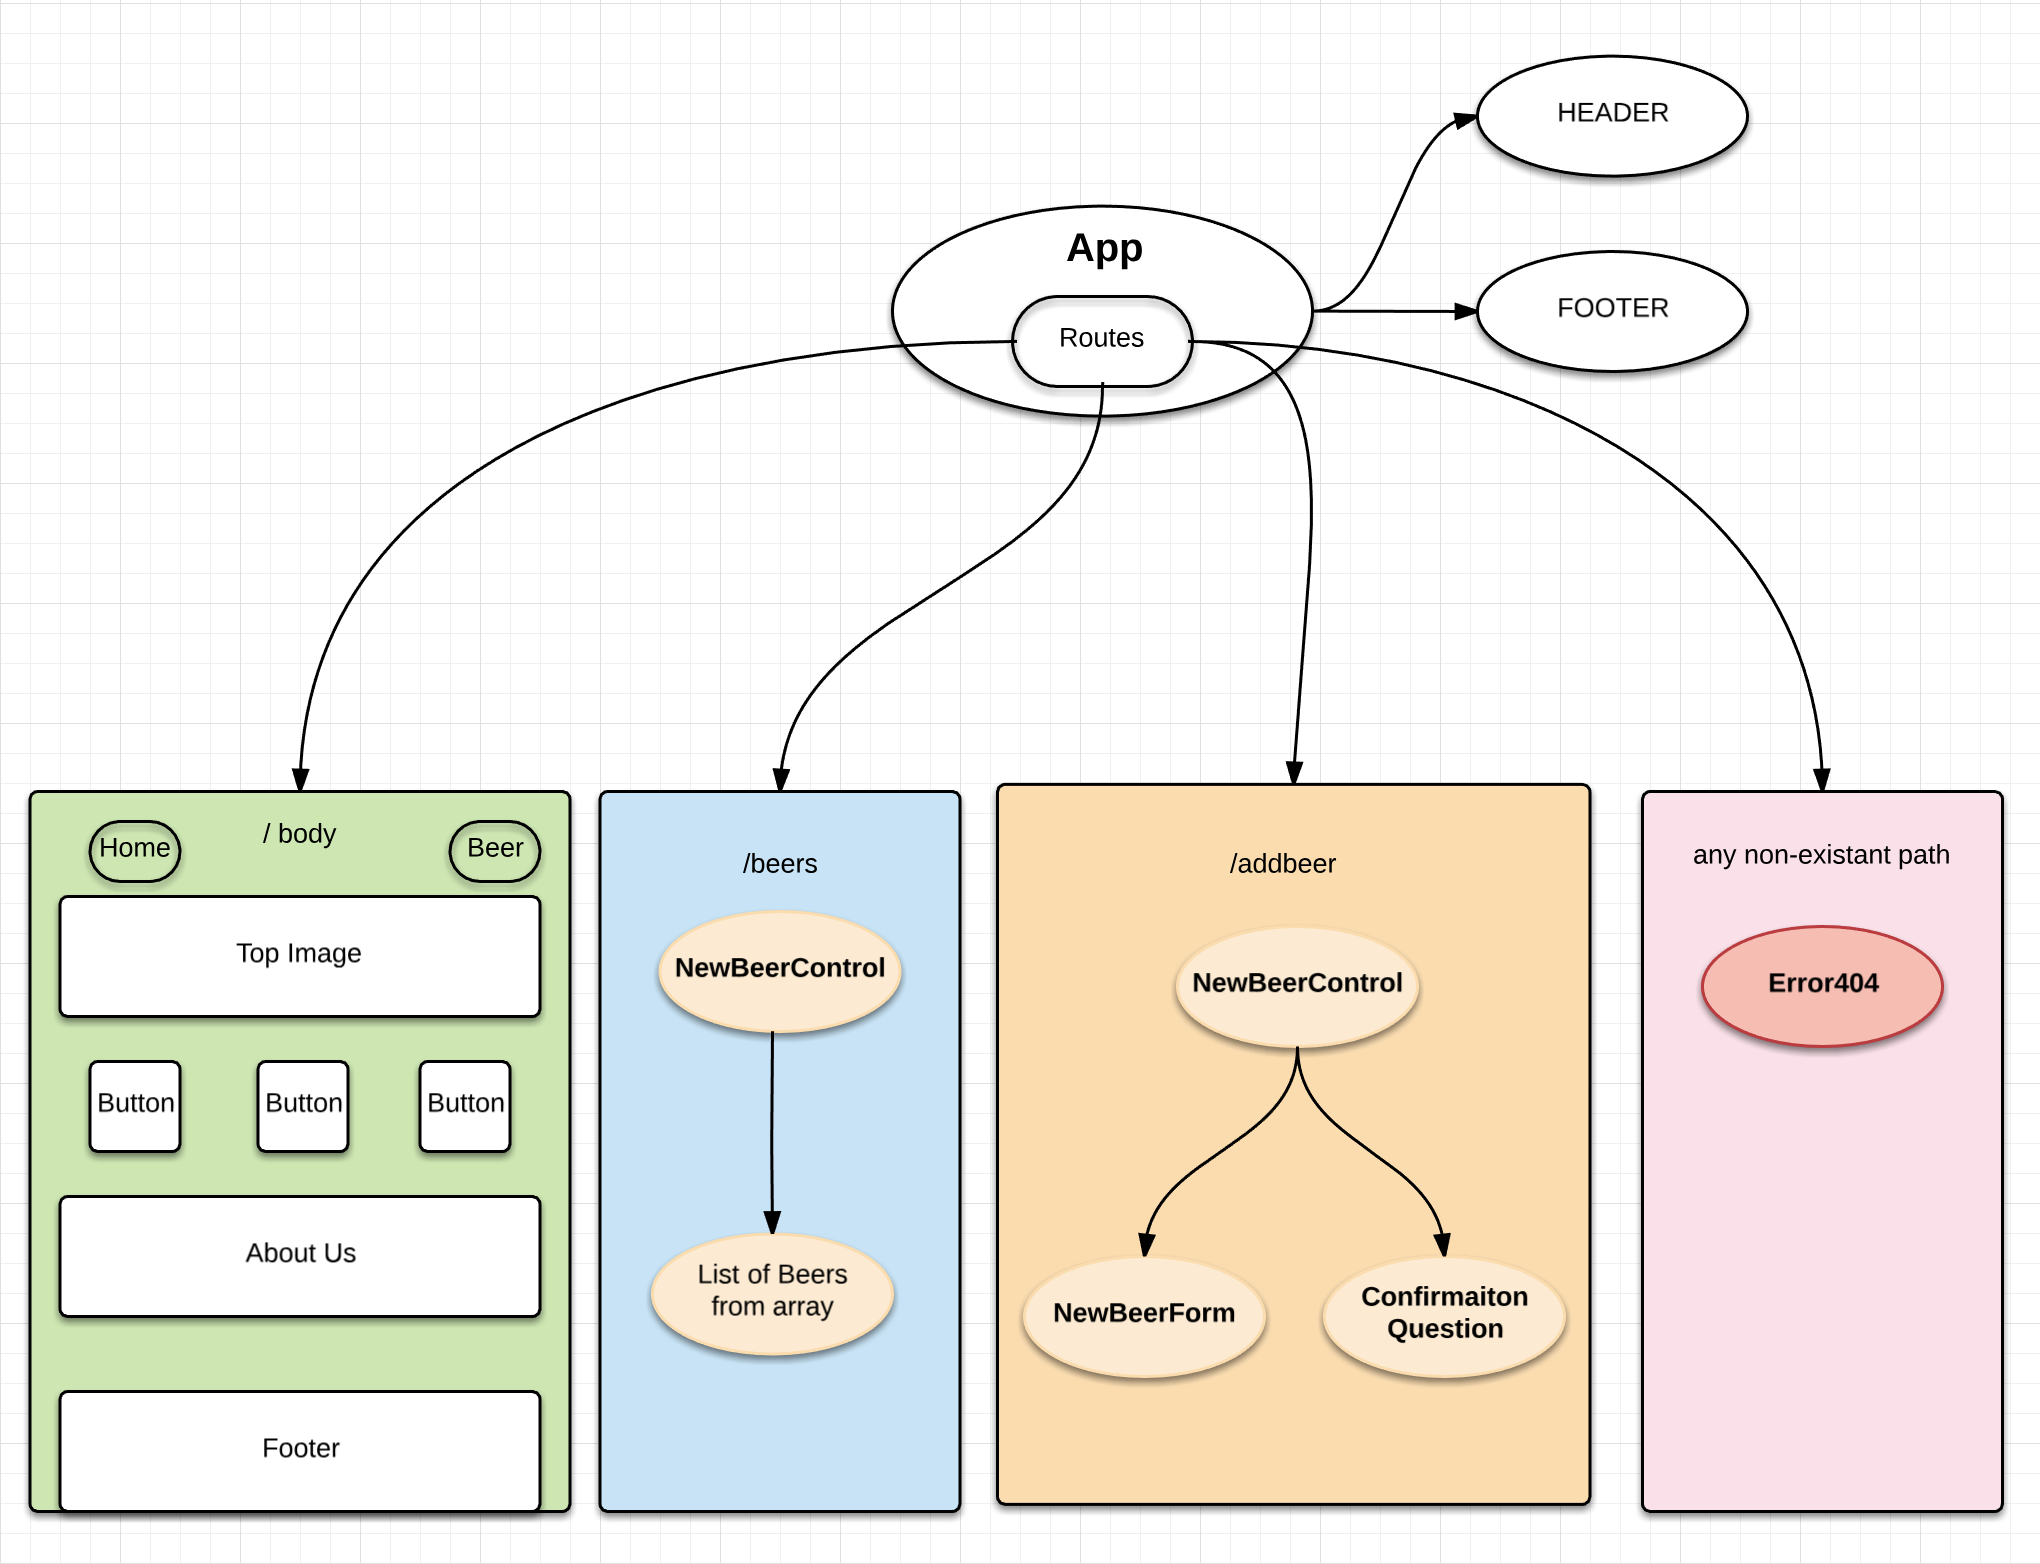 HEADER
App
FOOTER
Routes
/ body
Home
Beer
Top Image
Button
Button
Button
About Us
Footer
/beers
NewBeerControl
List of Beers
from array
/addbeer
NewBeerControl
NewBeerForm
Confirmaiton
Question
any non-existant path
Error404